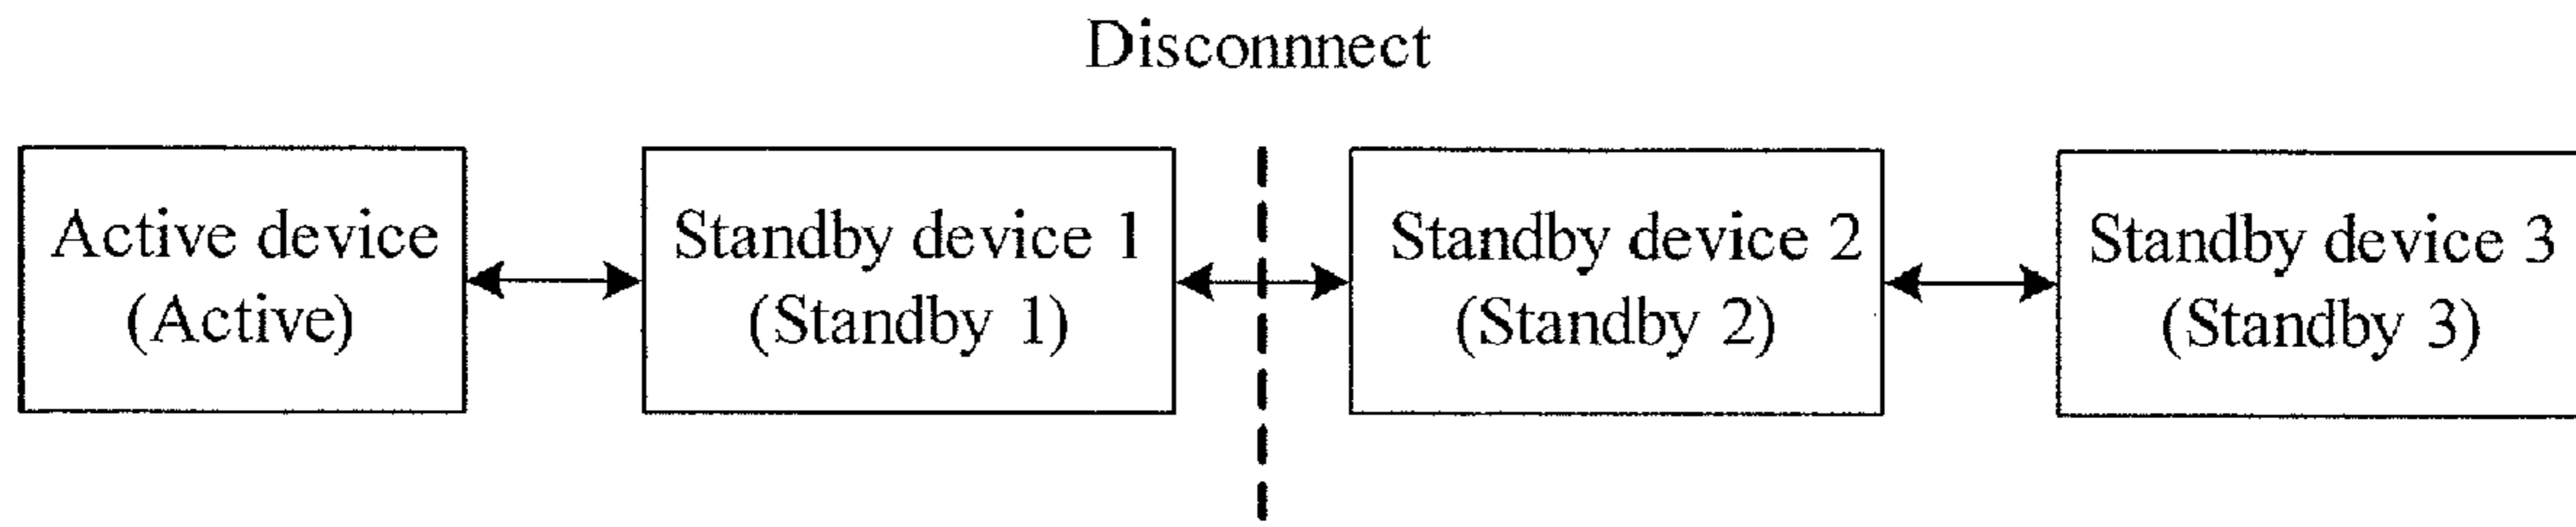 Disconnnect
Active device
(Active)
Standby device 1
(Standby 1)
Standby device 2
(Standby 2)
Standby device 3
(Standby 3)